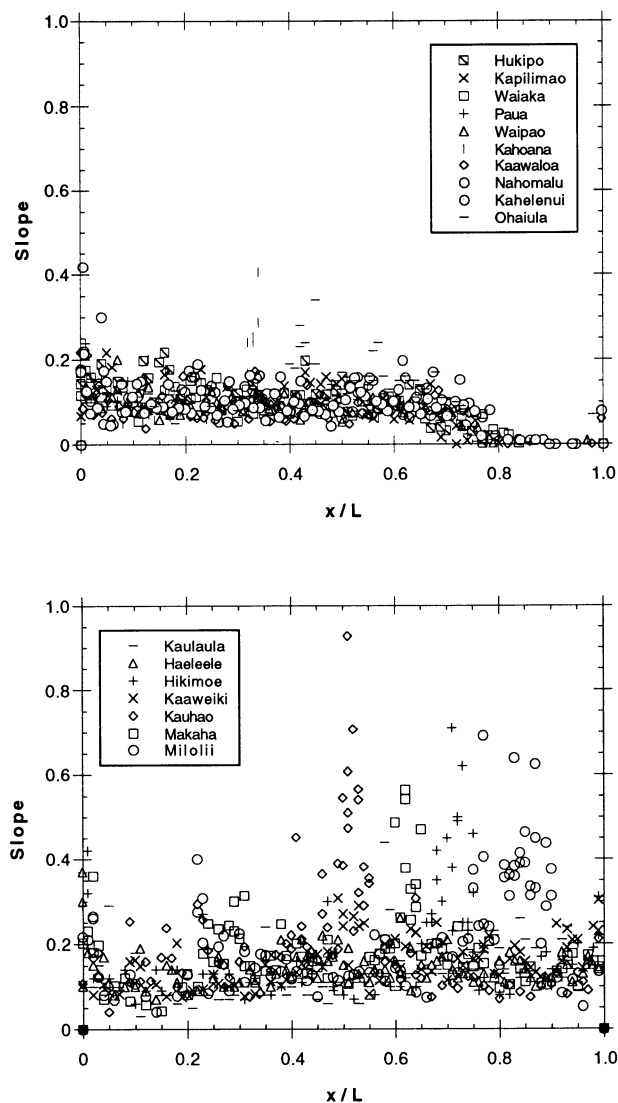 1.0
0.8
0.6
0.4
0.2
0
Slope
Hukipo
Kapilimao
Waiaka
Paua
Waipao
Kahoana
Kaawaloa
Nahomalu
Kahelenui
Ohaiula
0 0.2 0.4 0.6 0.8 1.0
x / L
1.0
0.8
0.6
0.4
0.2
0
Slope
Kaulaula
Haeleele
Hikimoe
Kaaweiki
Kauhao
Makaha
Milolii
0 0.2 0.4 0.6 0.8 1.0
x / L